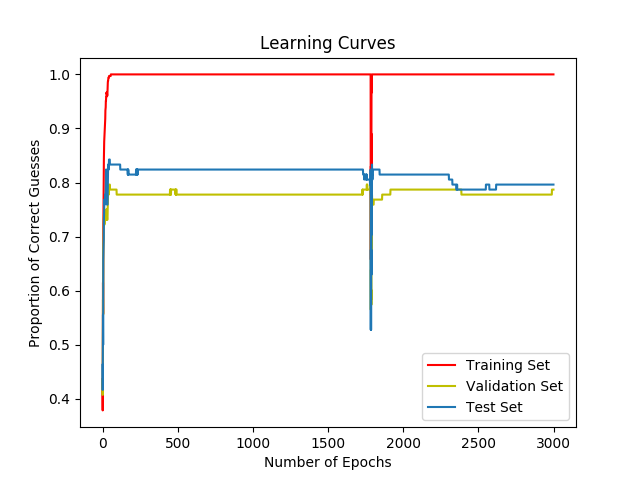 Learning Curves
Proportion of Correct Guesses
1.0
0.9
0.8
0.7
0.6
0.5
0.4
0
500
1000
1500
2000
2500
3000
Number of Epochs
Training Set
Validation Set
Test Set